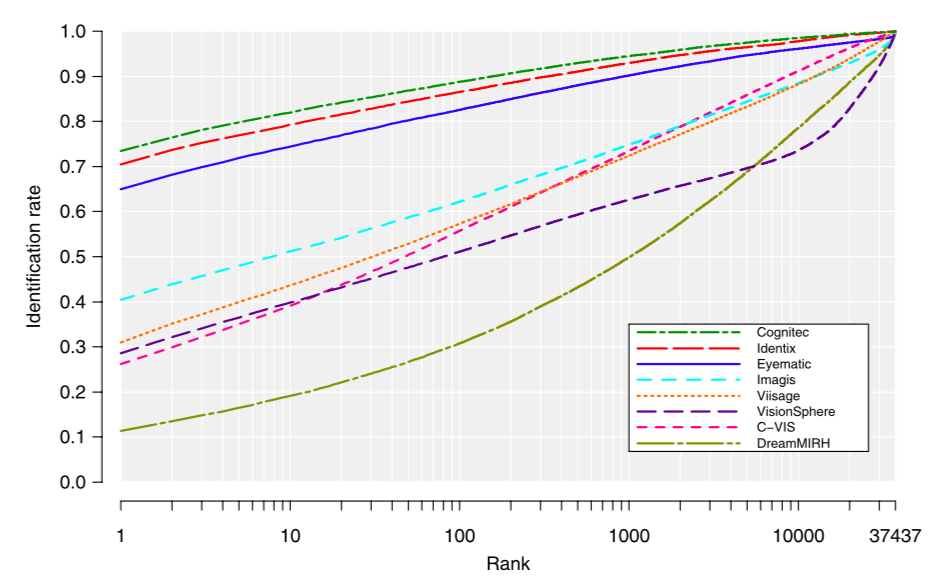 1.0
0.9
0.8
0.7
0.6
0.5
0.4
0.3
0.2
0.1
0.0
Identification rate
Cognitec
Identix
Eyematic
Imagis
Viisage
VisionSphere
C−VIS
DreamMIRH
1 10 100 1000 10000 37437
Rank